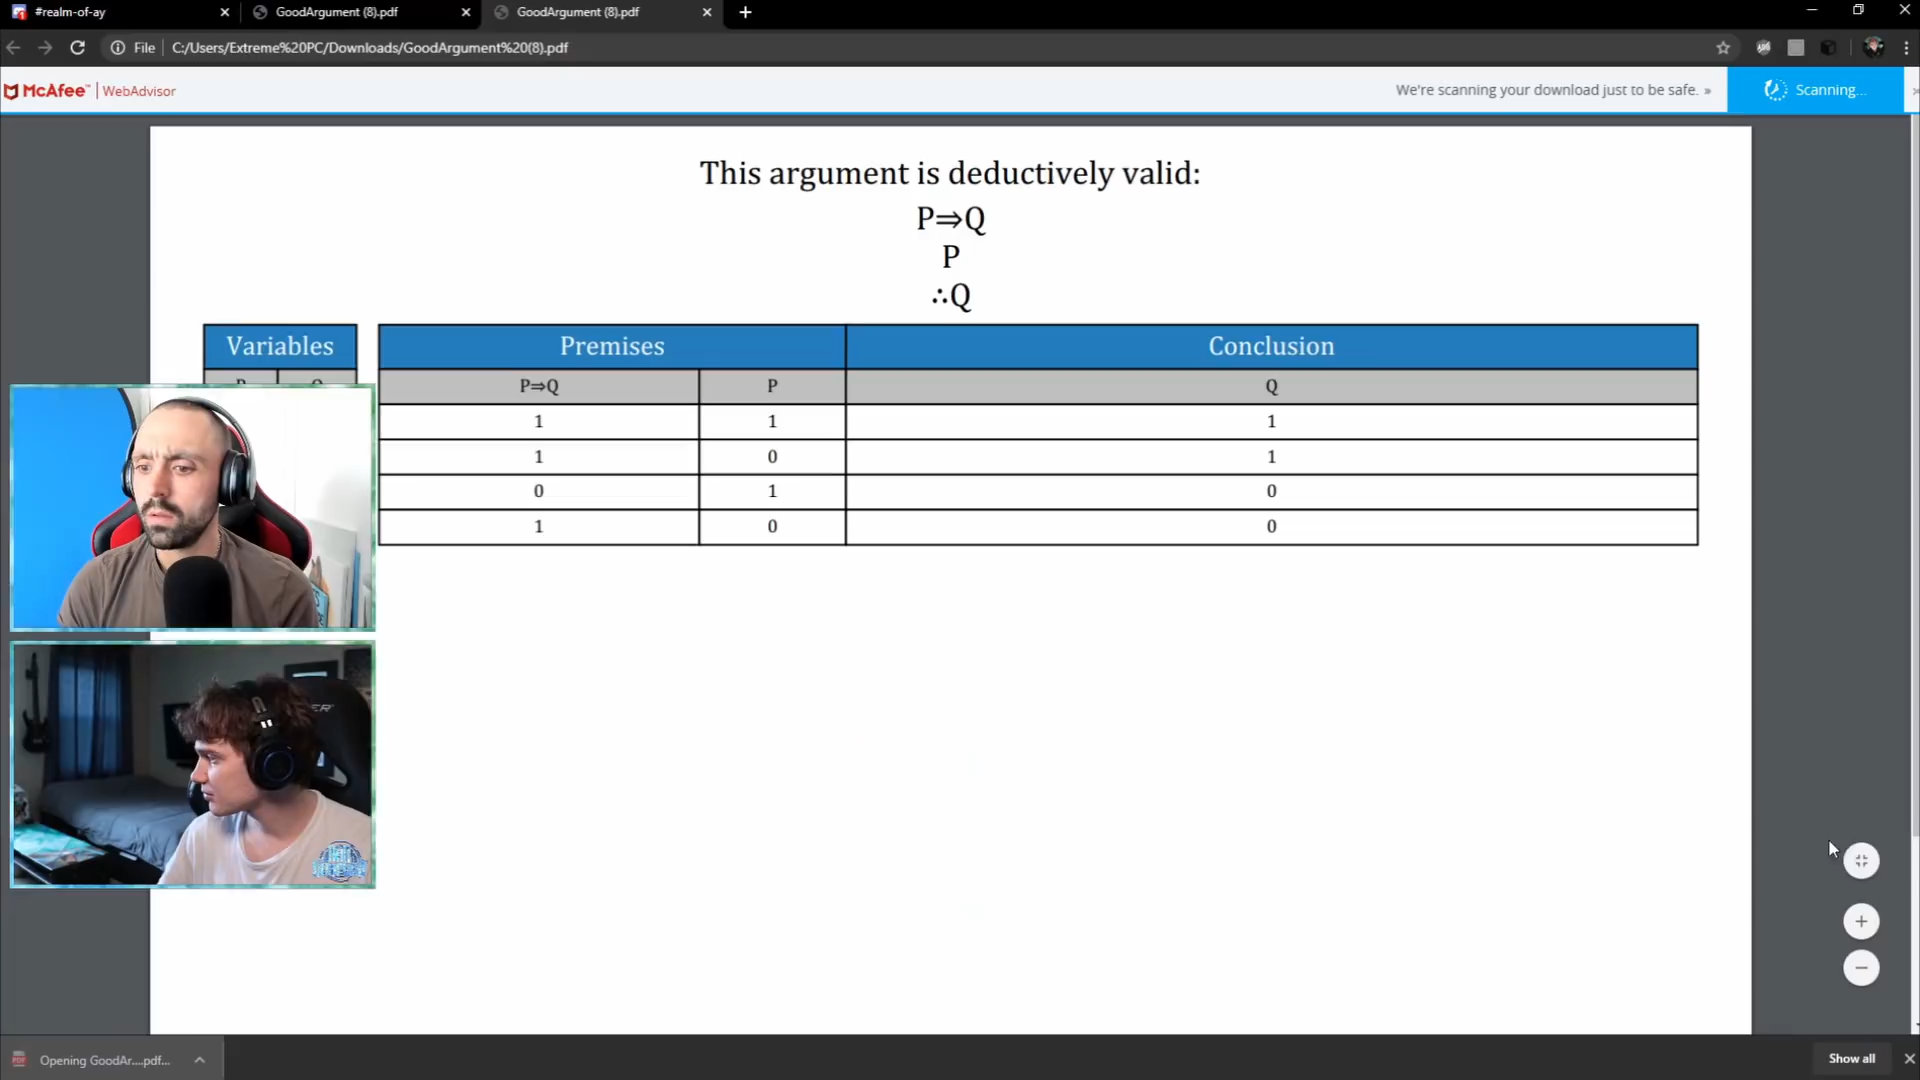 #realm-of-ay
GoodArgument (8).pdf
GoodArgument (8).pdf
File C:/Users/Extreme%20PC/Downloads/GoodArgument%20(8).pdf
McAfee™ | WebAdvisor
We're scanning your download just to be safe. »
Scanning...
This argument is deductively valid:
P⇒Q
P
∴Q
Variables Premises Conclusion
P⇒Q P Q
1 1 1
1 0 1
0 1 0
1 0 0
Opening GoodAr....pdf...
Show all